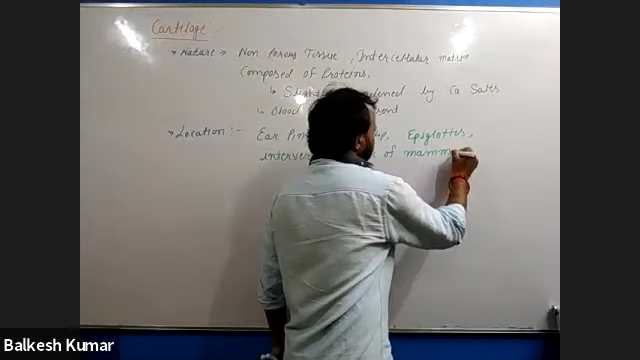 Cartilage :-
→ Nature → Non Porous Tissue, Intercellular matrix
Composed of Proteins.
↳ hardened by Ca Salts
↳ Blood
→ Location :- Ear Epiglottis,
of mamm
Balkesh Kumar